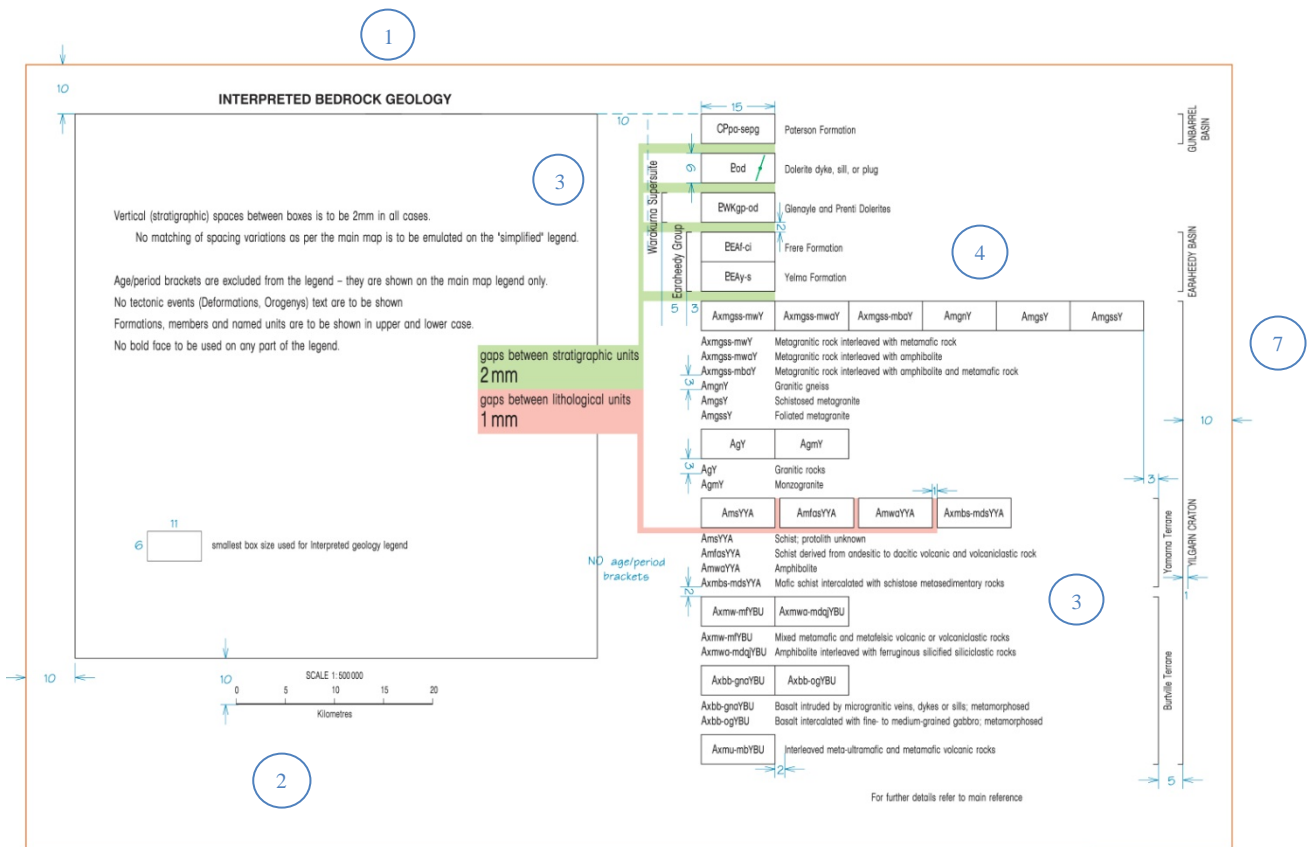 1
10
INTERPRETED BEDROCK GEOLOGY
10
15
3
Vertical (stratigraphic) spaces between boxes is to be 2mm in all cases.
No matching of spacing variations as per the main map is to be emulated on the "simplified" legend.
Age/period brackets are excluded from the legend – they are shown on the main map legend only.
No tectonic events (Deformations, Orogenys) text are to be shown
Formations, members and named units are to be shown in upper and lower case.
No bold face to be used on any part of the legend.
gaps between stratigraphic units
2 mm
gaps between lithological units
1 mm
11
6
smallest box size used for Interpreted geology legend
NO age/period
brackets
10
10
SCALE 1:500 000
0 5 10 15 20
Kilometres
2
CPpa-sepg Paterson Formation
GUNBARREL
BASIN
6
Pod Dolerite dyke, sill, or plug
Warakurna Supersuite
PWKgp-od Glenayle and Prenti Dolerites
2
4
Earaheedy Group
PEAf-ci Frere Formation
PEAy-s Yelma Formation
EARAHEEDY BASIN
5 3
Axmgss-mwY Axmgss-mwaY Axmgss-mbaY AmgnY AmgsY AmgssY
Axmgss-mwY Metagranitic rock interleaved with metamafic rock
Axmgss-mwaY Metagranitic rock interleaved with amphibolite
Axmgss-mbaY Metagranitic rock interleaved with amphibolite and metamafic rock
3
AmgnY Granitic gneiss
AmgsY Schistosed metagranite
AmgssY Foliated metagranite
7
10
AgY AgmY
3
AgY Granitic rocks
AgmY Monzogranite
3
1
AmsYYA AmfasYYA AmwaYYA Axmbs-mdsYYA
AmsYYA Schist; protolith unknown
AmfasYYA Schist derived from andesitic to dacitic volcanic and volcaniclastic rock
AmwaYYA Amphibolite
Axmbs-mdsYYA Mafic schist intercalated with schistose metasedimentary rocks
Yamarna Terrane
YILGARN CRATON
1
2
3
Axmw-mfYBU Axmwa-mdqjYBU
Axmw-mfYBU Mixed metamafic and metafelsic volcanic or volcaniclastic rocks
Axmwa-mdqjYBU Amphibolite interleaved with ferruginous silicified siliciclastic rocks
Axbb-gnaYBU Axbb-ogYBU
Axbb-gnaYBU Basalt intruded by microgranitic veins, dykes or sills; metamorphosed
Axbb-ogYBU Basalt intercalated with fine- to medium-grained gabbro; metamorphosed
Burtville Terrane
Axmu-mbYBU Interleaved meta-ultramafic and metamafic volcanic rocks
2
5
For further details refer to main reference